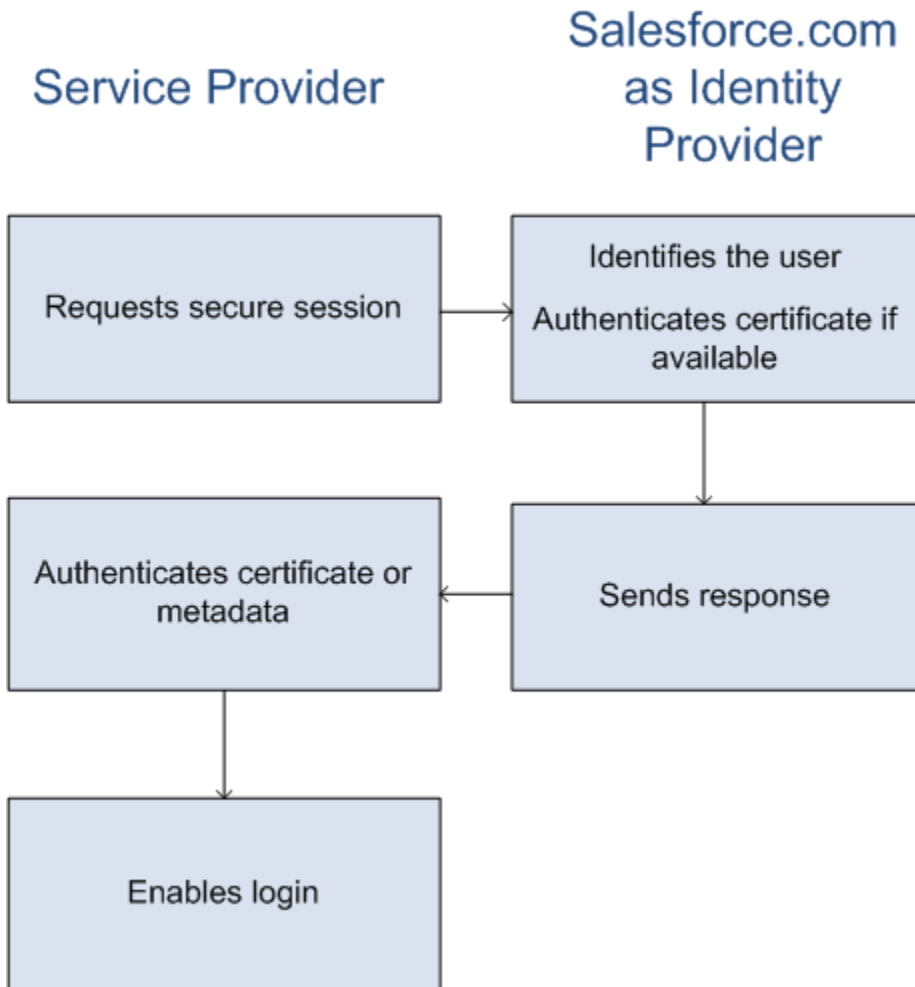 Service Provider
Salesforce.com
as Identity
Provider
Requests secure session
Identifies the user
Authenticates certificate if
available
Authenticates certificate or
metadata
Sends response
Enables login